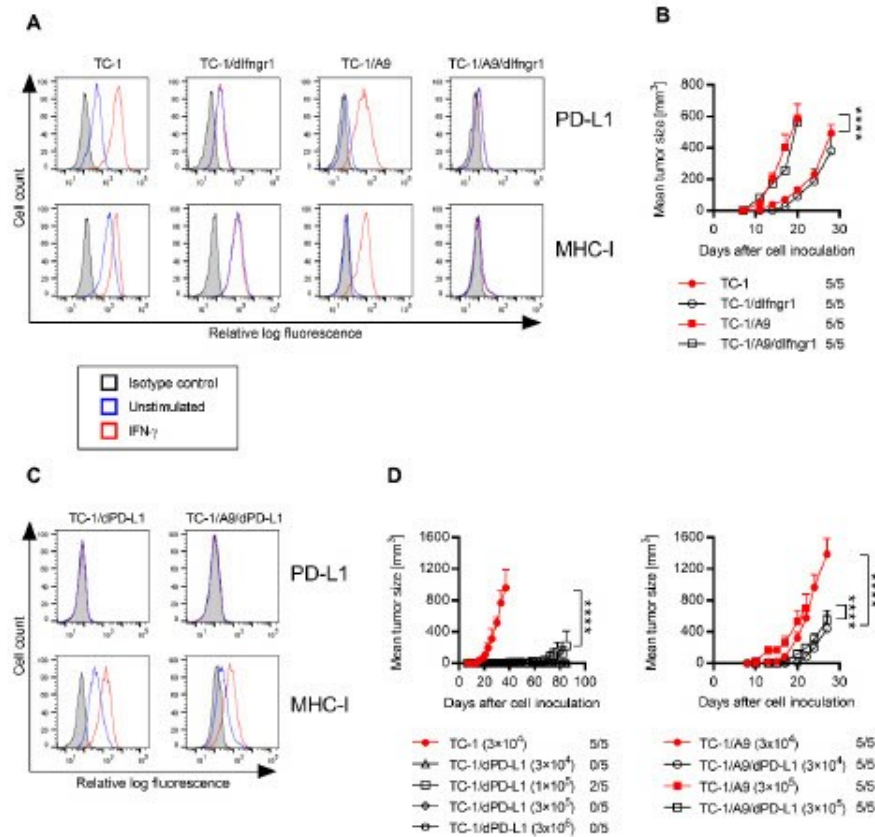 A
TC-1 TC-1/dIfngr1 TC-1/A9 TC-1/A9/dIfngr1
PD-L1
MHC-I
Cell count
Relative log fluorescence
Isotype control
Unstimulated
IFN-γ
B
Mean tumor size [mm³]
800
600
400
200
0
0 10 20 30
****
Days after cell inoculation
TC-1 5/5
TC-1/dIfngr1 5/5
TC-1/A9 5/5
TC-1/A9/dIfngr1 5/5
C
TC-1/dPD-L1 TC-1/A9/dPD-L1
PD-L1
MHC-I
Cell count
Relative log fluorescence
D
Mean tumor size [mm³]
1600
1200
800
400
0
0 20 40 60 80 100
****
Days after cell inoculation
TC-1 5/5
TC-1/dPD-L1 (3×10⁴) 0/5
TC-1/dPD-L1 (1×10⁵) 2/5
TC-1/dPD-L1 (3×10⁵) 0/5
TC-1/dPD-L1 0/5
Mean tumor size [mm³]
1600
1200
800
400
0
0 10 20 30
****
****
Days after cell inoculation
TC-1/A9 (3x10⁴) 5/5
TC-1/A9/dPD-L1 (3×10⁴) 5/5
TC-1/A9 (3×10⁵) 5/5
TC-1/A9/dPD-L1 (3×10⁵) 5/5